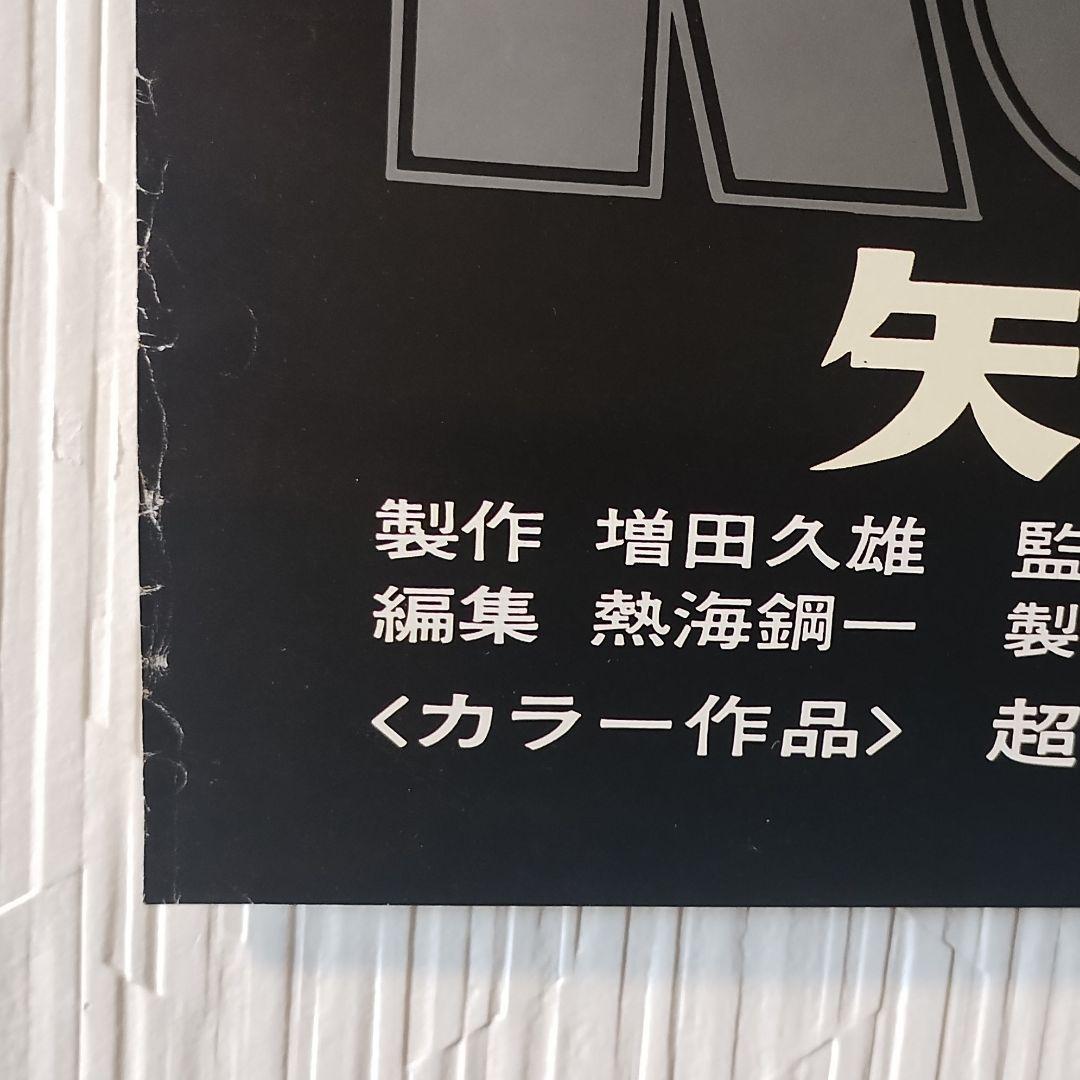 矢
製作 増田久雄 監
編集 熱海鋼一 製
<カラー作品> 超